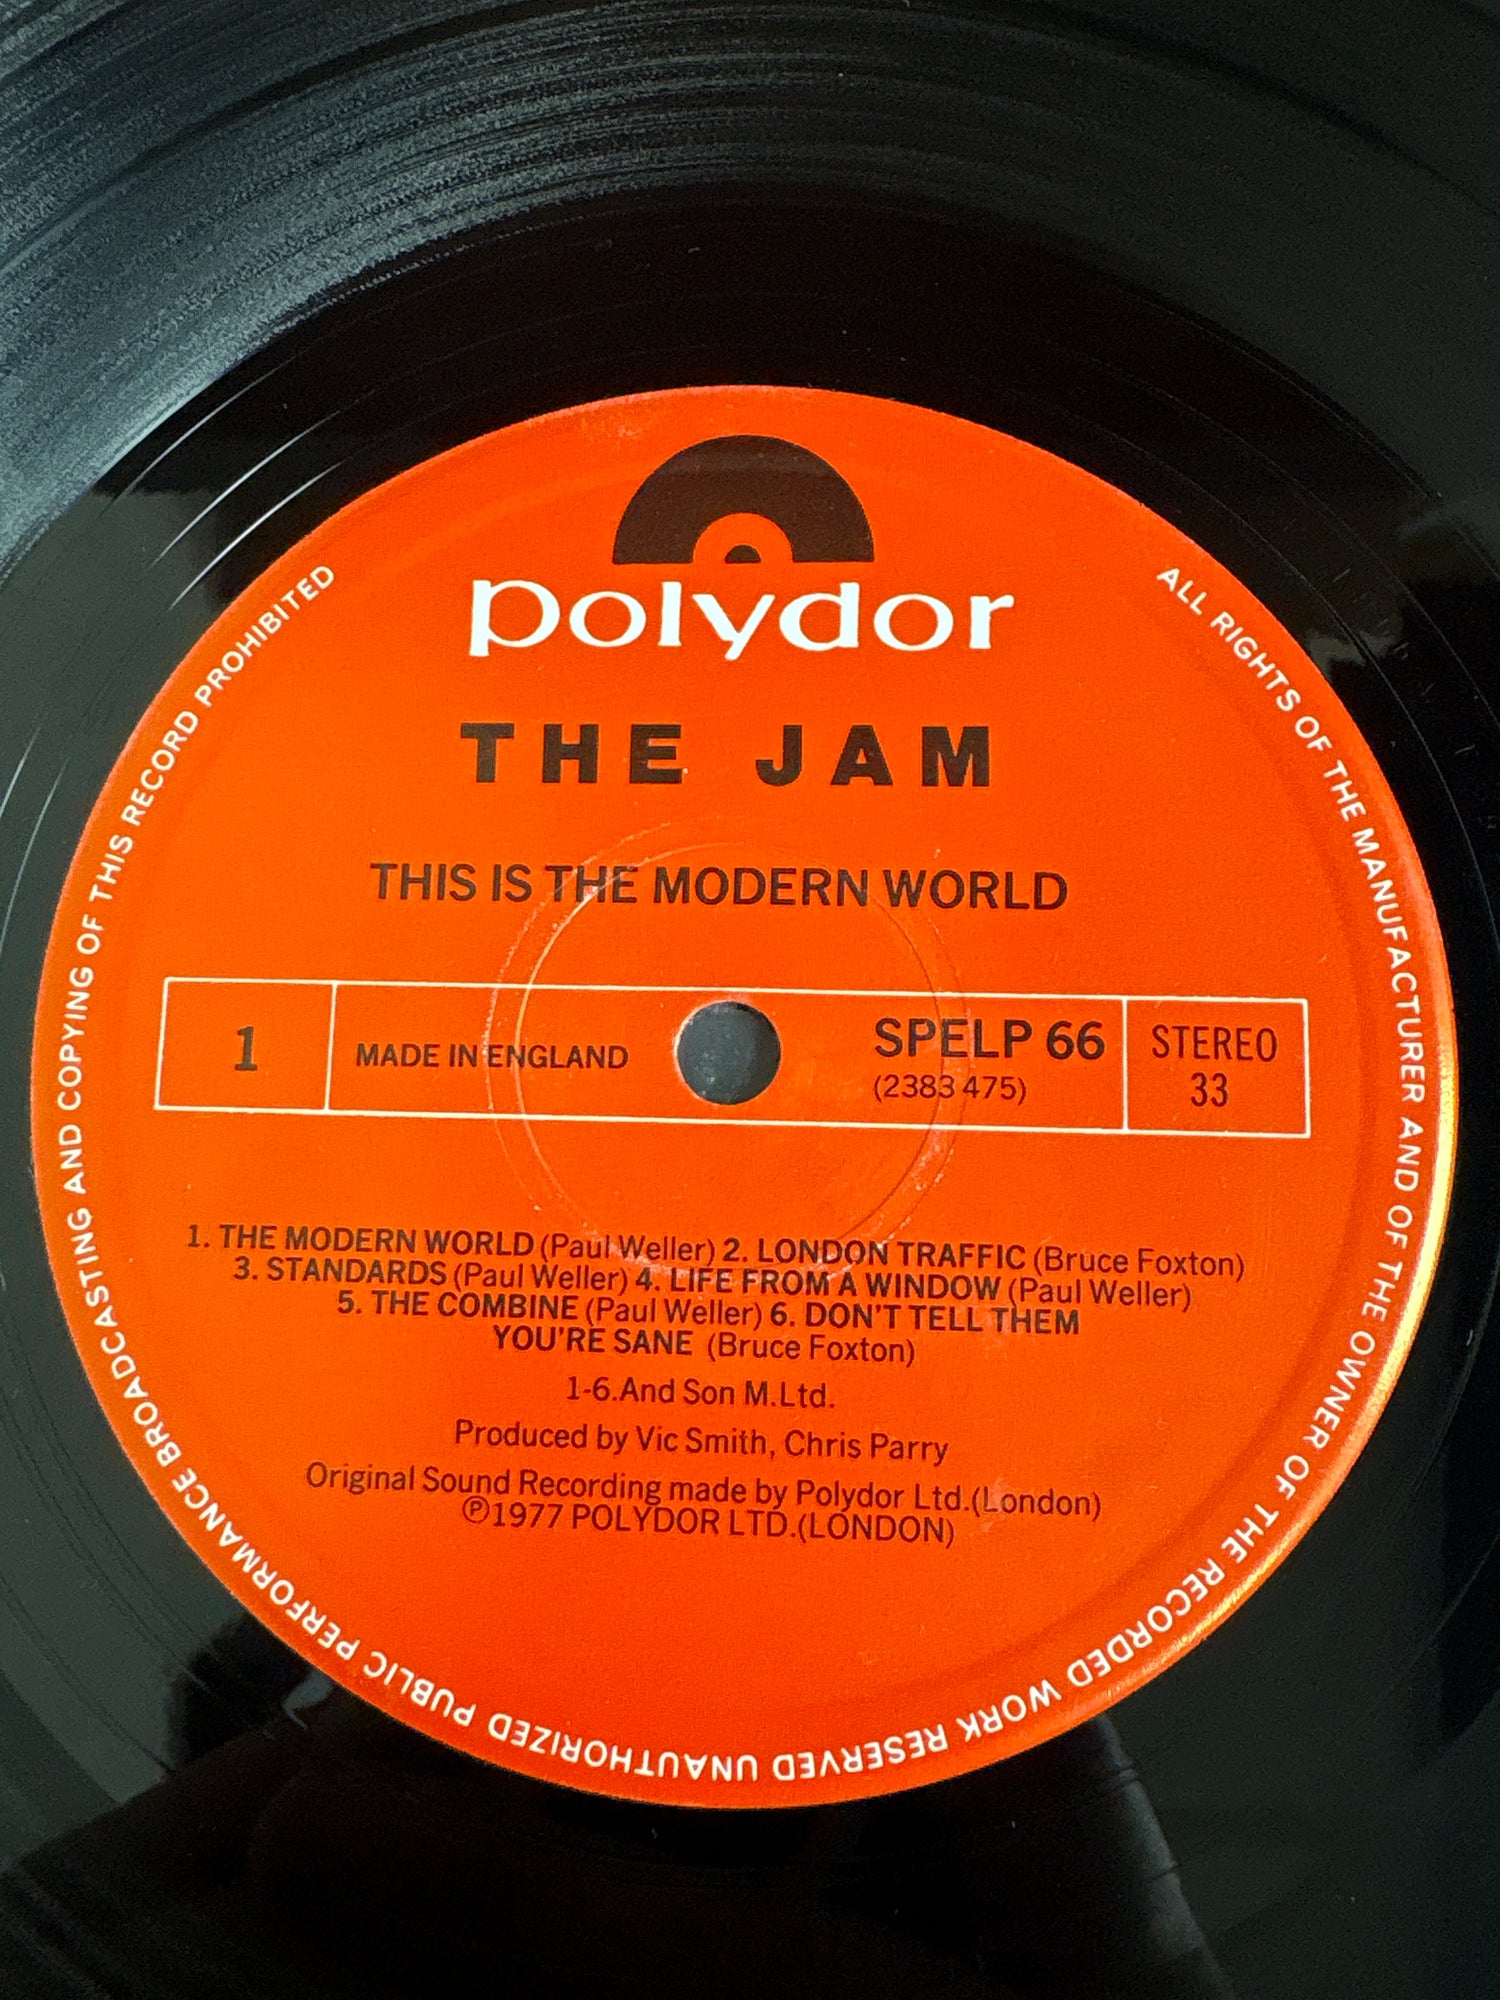 polydor
THE JAM
THIS IS THE MODERN WORLD
1
MADE IN ENGLAND
SPELP 66
(2383 475)
STEREO
33
1. THE MODERN WORLD (Paul Weller) 2. LONDON TRAFFIC (Bruce Foxton)
3. STANDARDS (Paul Weller) 4. LIFE FROM A WINDOW (Paul Weller)
5. THE COMBINE (Paul Weller) 6. DON'T TELL THEM
YOU'RE SANE (Bruce Foxton)
1-6.And Son M.Ltd.
Produced by Vic Smith, Chris Parry
Original Sound Recording made by Polydor Ltd.(London)
℗1977 POLYDOR LTD.(LONDON)
ALL RIGHTS OF THE MANUFACTURER AND OF THE OWNER OF THE RECORDED WORK RESERVED UNAUTHORIZED PUBLIC PERFORMANCE BROADCASTING AND COPYING OF THIS RECORD PROHIBITED